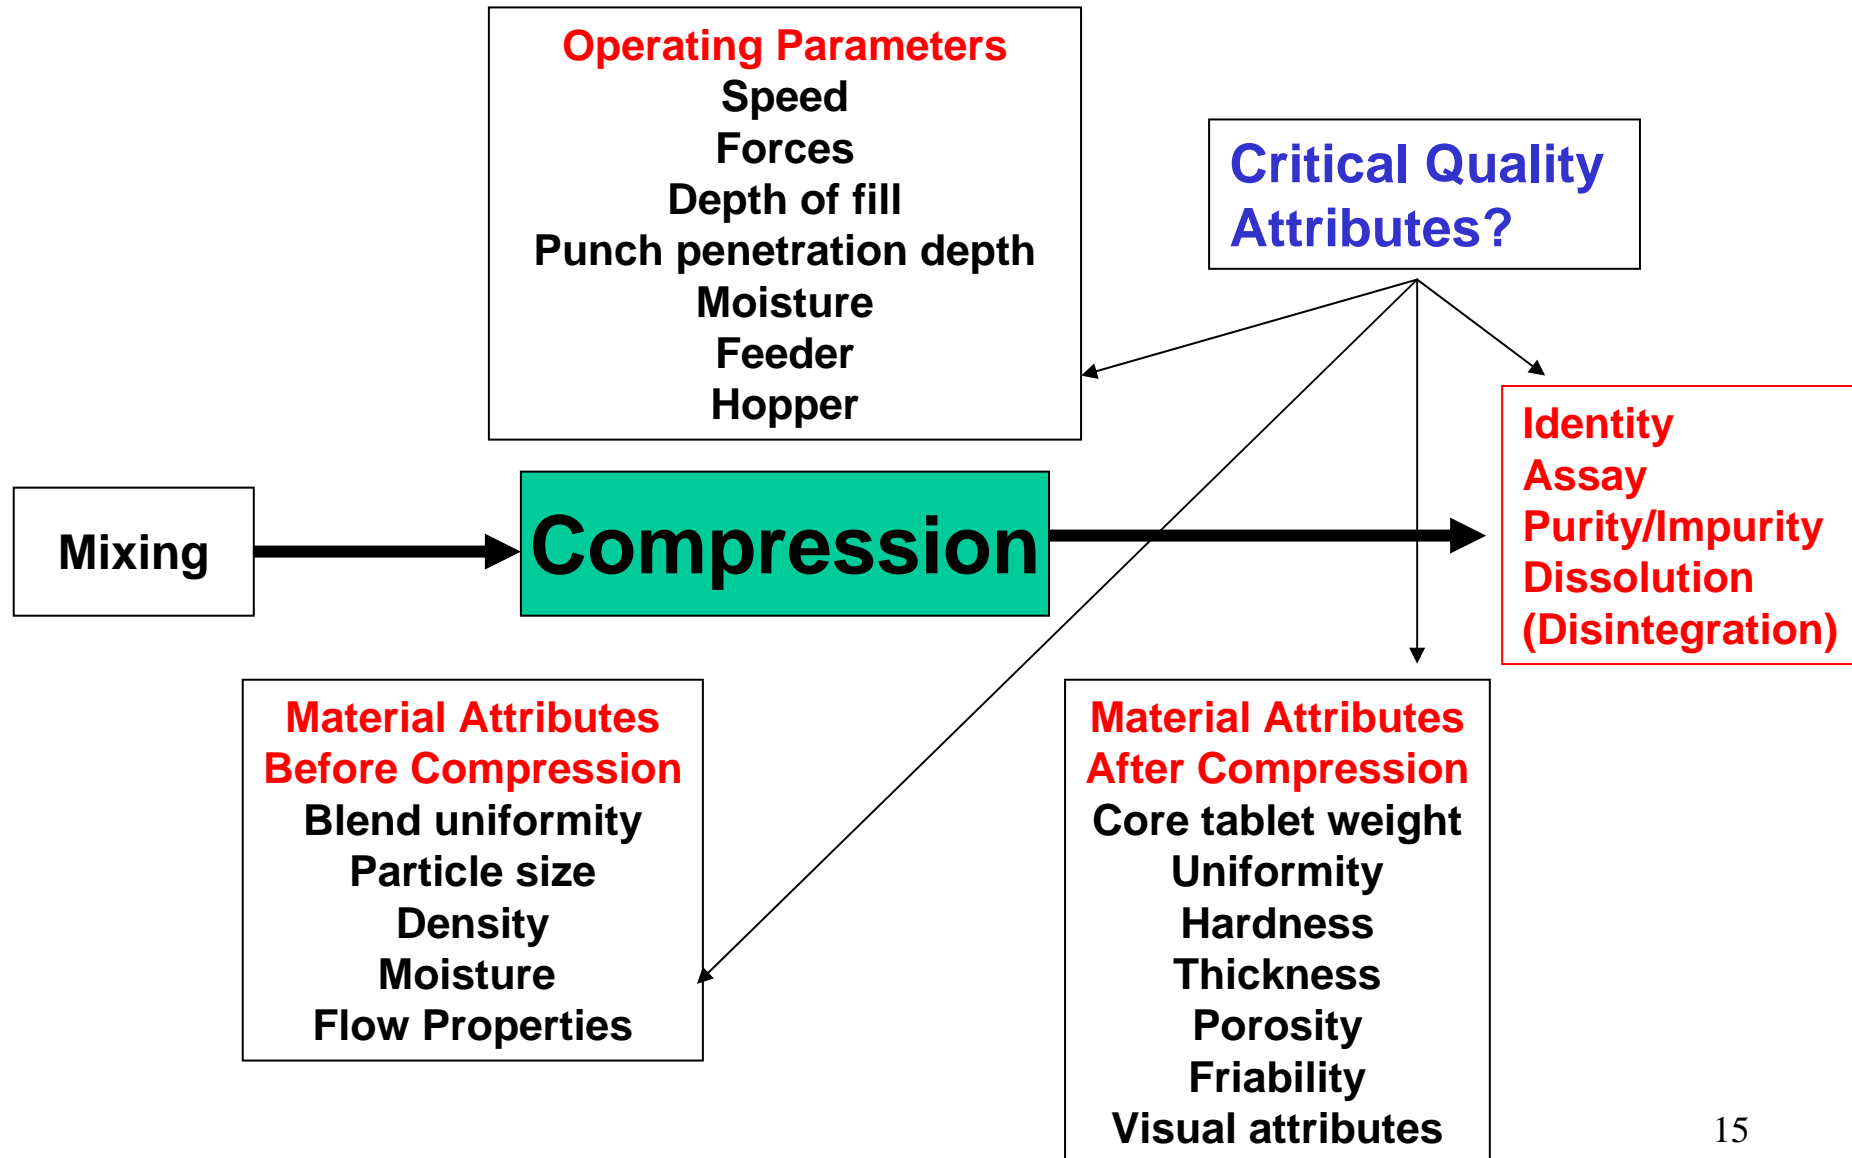 Operating Parameters
Speed
Forces
Depth of fill
Punch penetration depth
Moisture
Feeder
Hopper
Critical Quality
Attributes?
Identity
Assay
Purity/Impurity
Dissolution
(Disintegration)
Mixing
Compression
Material Attributes
Before Compression
Blend uniformity
Particle size
Density
Moisture
Flow Properties
Material Attributes
After Compression
Core tablet weight
Uniformity
Hardness
Thickness
Porosity
Friability
Visual attributes
15